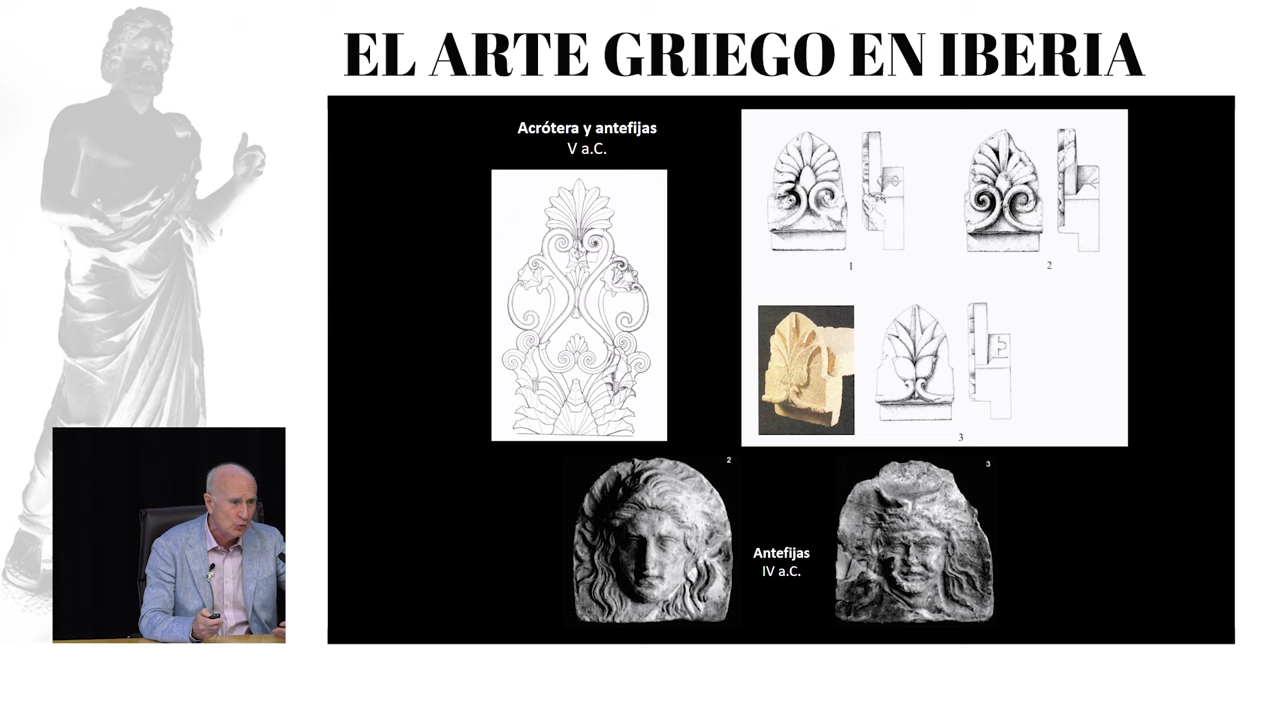 EL ARTE GRIEGO EN IBERIA
Acrótera y antefijas
V a.C.
1
2
3
2
3
Antefijas
IV a.C.